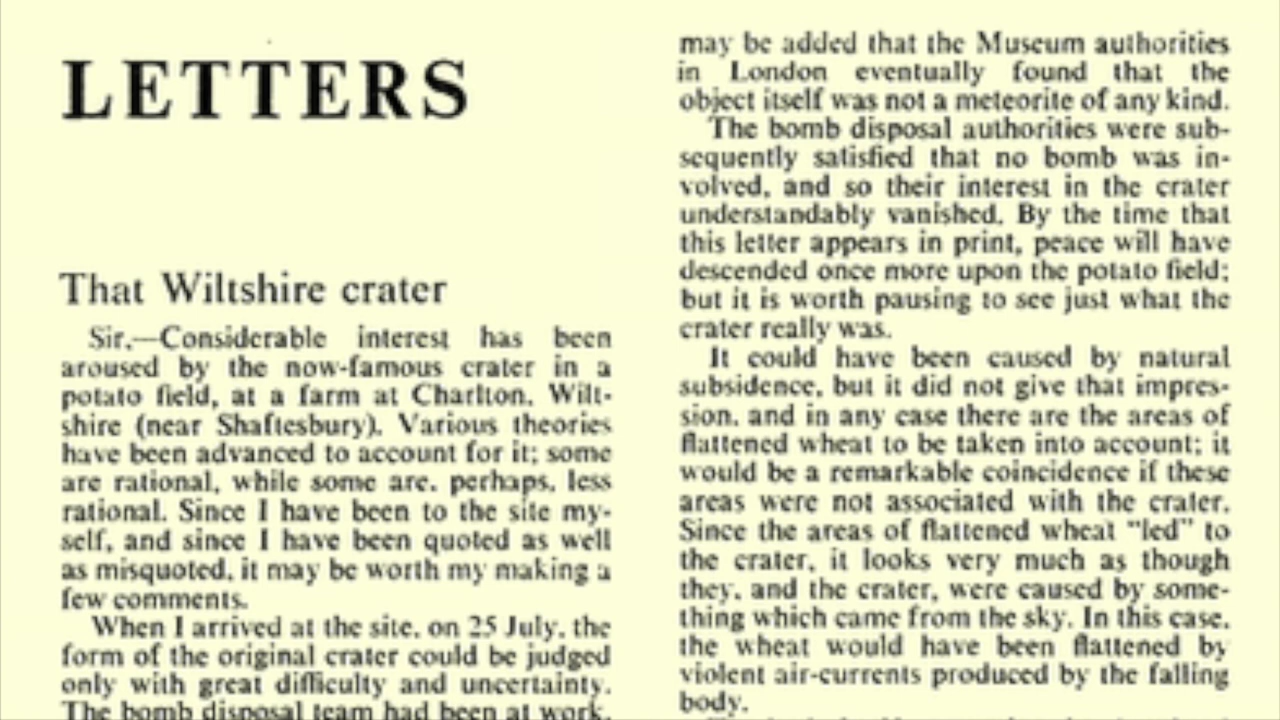 LETTERS
That Wiltshire crater
Sir,—Considerable interest has been
aroused by the now-famous crater in a
potato field, at a farm at Charlton, Wilt-
shire (near Shaftesbury). Various theories
have been advanced to account for it; some
are rational, while some are, perhaps, less
rational. Since I have been to the site my-
self, and since I have been quoted as well
as misquoted, it may be worth my making a
few comments.
When I arrived at the site, on 25 July, the
form of the original crater could be judged
only with great difficulty and uncertainty.
The bomb disposal team had been at work,
may be added that the Museum authorities
in London eventually found that the
object itself was not a meteorite of any kind.
The bomb disposal authorities were sub-
sequently satisfied that no bomb was in-
volved, and so their interest in the crater
understandably vanished. By the time that
this letter appears in print, peace will have
descended once more upon the potato field;
but it is worth pausing to see just what the
crater really was.
It could have been caused by natural
subsidence, but it did not give that impres-
sion, and in any case there are the areas of
flattened wheat to be taken into account; it
would be a remarkable coincidence if these
areas were not associated with the crater.
Since the areas of flattened wheat "led" to
the crater, it looks very much as though
they, and the crater, were caused by some-
thing which came from the sky. In this case,
the wheat would have been flattened by
violent air-currents produced by the falling
body.